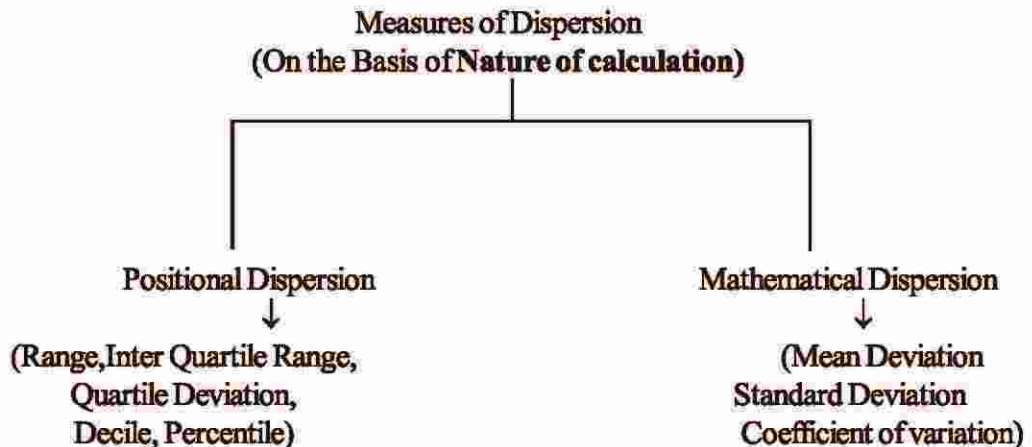 Measures of Dispersion
(On the Basis of Nature of calculation)
Positional Dispersion
Mathematical Dispersion
(Range,Inter Quartile Range,
Quartile Deviation,
Decile, Percentile)
(Mean Deviation
Standard Deviation
Coefficient of variation)